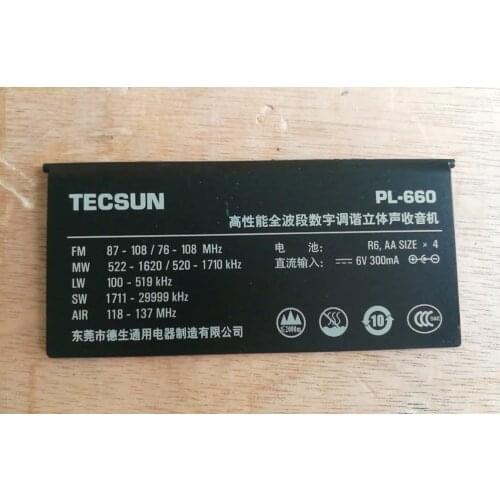 TECSUN
PL-660
高性能全波段数字调谐立体声收音机
FM 87 - 108 / 76 - 108 MHz
MW 522 - 1620 / 520 - 1710 kHz
LW 100 - 519 kHz
SW 1711 - 29999 kHz
AIR 118 - 137 MHz
电 池: R6, AA SIZE × 4
直流输入: 6V 300mA
东莞市德生通用电器制造有限公司
≤2000m
10
CCC